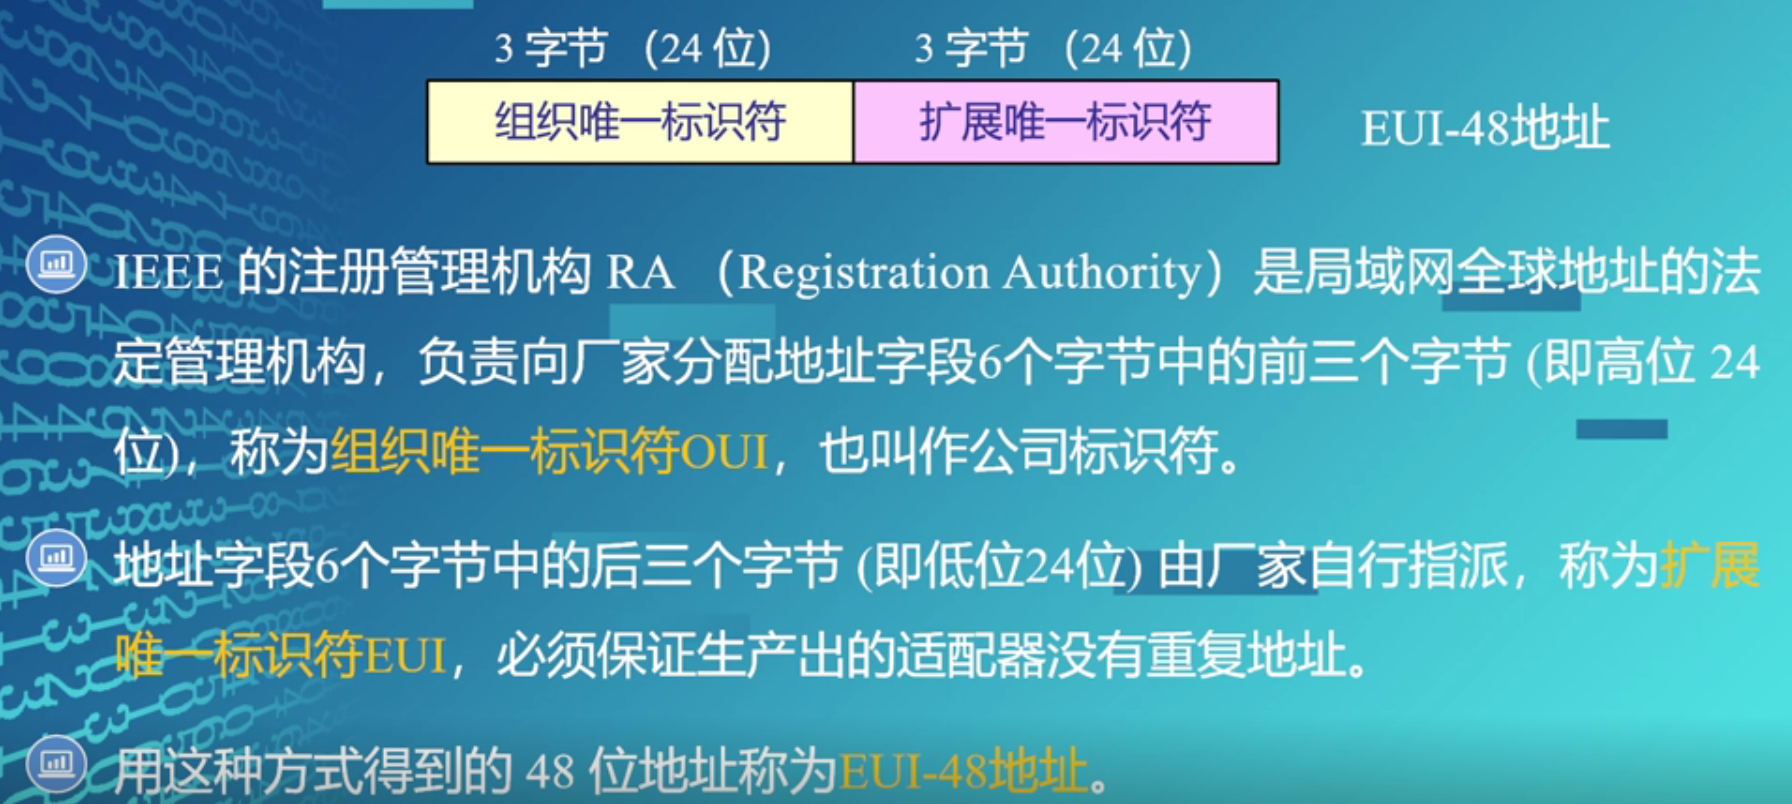 3 字节 （24 位） 3 字节 （24 位）
组织唯一标识符 扩展唯一标识符 EUI-48地址
IEEE 的注册管理机构 RA （Registration Authority）是局域网全球地址的法
定管理机构，负责向厂家分配地址字段6个字节中的前三个字节 (即高位 24
位)，称为组织唯一标识符OUI，也叫作公司标识符。
地址字段6个字节中的后三个字节 (即低位24位) 由厂家自行指派，称为扩展
唯一标识符EUI，必须保证生产出的适配器没有重复地址。
用这种方式得到的 48 位地址称为EUI-48地址。